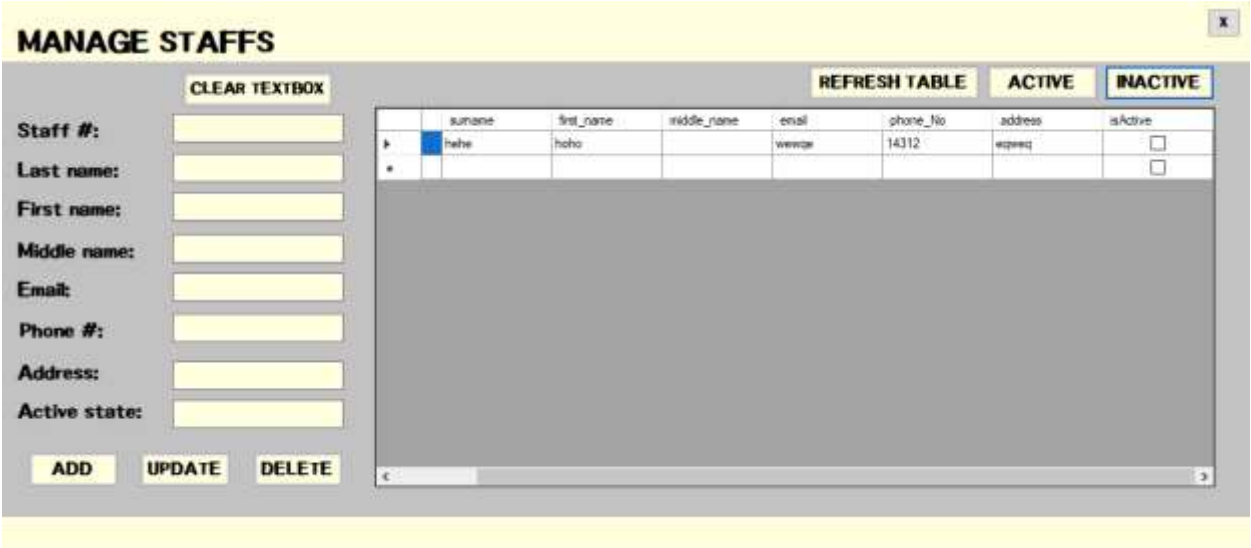 x
MANAGE STAFFS
CLEAR TEXTBOX
REFRESH TABLE ACTIVE INACTIVE
Staff #:
Last name:
First name:
Middle name:
Email:
Phone #:
Address:
Active state:
ADD UPDATE DELETE
surname first_name middle_name email phone_No address isActive
hehe hoho wewqe 14312 eqweq